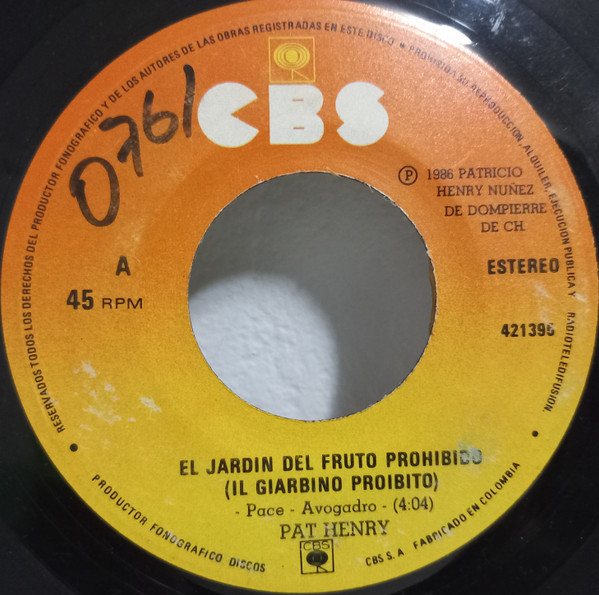 RESERVADOS TODOS LOS DERECHOS DEL PRODUCTOR FONOGRAFICO Y DE LOS AUTORES DE LAS OBRAS REGISTRADAS EN ESTE DISCO • PROHIBIDA SU REPRODUCCION, ALQUILER, EJECUCION PUBLICA Y RADIOTELEDIFUSION.
0761
CBS
Ⓟ 1986 PATRICIO
HENRY NUÑEZ
DE DOMPIERRE
DE CH.
A
ESTEREO
45 RPM
421396
EL JARDIN DEL FRUTO PROHIBIDO
(IL GIARBINO PROIBITO)
- Pace - Avogadro - (4:04)
PAT HENRY
CBS
PRODUCTOR FONOGRAFICO DISCOS CBS S. A FABRICADO EN COLOMBIA